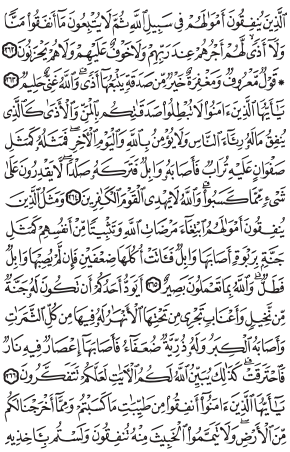 ٱلَّذِينَ يُنفِقُونَ أَمْوَٰلَهُمْ فِى سَبِيلِ ٱللَّهِ ثُمَّ لَا يُتْبِعُونَ مَآ أَنفَقُوا۟ مَنًّا
وَلَآ أَذًى ۙ لَّهُمْ أَجْرُهُمْ عِندَ رَبِّهِمْ وَلَا خَوْفٌ عَلَيْهِمْ وَلَا هُمْ يَحْزَنُونَ ٢٦٢
۞ قَوْلٌ مَّعْرُوفٌ وَمَغْفِرَةٌ خَيْرٌ مِّن صَدَقَةٍ يَتْبَعُهَآ أَذًى ۗ وَٱللَّهُ غَنِىٌّ حَلِيمٌ ٢٦٣
يَٰٓأَيُّهَا ٱلَّذِينَ ءَامَنُوا۟ لَا تُبْطِلُوا۟ صَدَقَٰتِكُم بِٱلْمَنِّ وَٱلْأَذَىٰ كَٱلَّذِى
يُنفِقُ مَالَهُۥ رِئَآءَ ٱلنَّاسِ وَلَا يُؤْمِنُ بِٱللَّهِ وَٱلْيَوْمِ ٱلْءَاخِرِ ۖ فَمَثَلُهُۥ كَمَثَلِ
صَفْوَانٍ عَلَيْهِ تُرَابٌ فَأَصَابَهُۥ وَابِلٌ فَتَرَكَهُۥ صَلْدًا ۖ لَّا يَقْدِرُونَ عَلَىٰ
شَىْءٍ مِّمَّا كَسَبُوا۟ ۗ وَٱللَّهُ لَا يَهْدِى ٱلْقَوْمَ ٱلْكَٰفِرِينَ ٢٦٤ وَمَثَلُ ٱلَّذِينَ
يُنفِقُونَ أَمْوَٰلَهُمُ ٱبْتِغَآءَ مَرْضَاتِ ٱللَّهِ وَتَثْبِيتًا مِّنْ أَنفُسِهِمْ كَمَثَلِ
جَنَّةٍۭ بِرَبْوَةٍ أَصَابَهَا وَابِلٌ فَـَٔاتَتْ أُكُلَهَا ضِعْفَيْنِ فَإِن لَّمْ يُصِبْهَا وَابِلٌ
فَطَلٌّ ۗ وَٱللَّهُ بِمَا تَعْمَلُونَ بَصِيرٌ ٢٦٥ أَيَوَدُّ أَحَدُكُمْ أَن تَكُونَ لَهُۥ جَنَّةٌ
مِّن نَّخِيلٍ وَأَعْنَابٍ تَجْرِى مِن تَحْتِهَا ٱلْأَنْهَٰرُ لَهُۥ فِيهَا مِن كُلِّ ٱلثَّمَرَٰتِ
وَأَصَابَهُ ٱلْكِبَرُ وَلَهُۥ ذُرِّيَّةٌ ضُعَفَآءُ فَأَصَابَهَآ إِعْصَارٌ فِيهِ نَارٌ
فَٱحْتَرَقَتْ ۗ كَذَٰلِكَ يُبَيِّنُ ٱللَّهُ لَكُمُ ٱلْءَايَٰتِ لَعَلَّكُمْ تَتَفَكَّرُونَ ٢٦٦
يَٰٓأَيُّهَا ٱلَّذِينَ ءَامَنُوٓا۟ أَنفِقُوا۟ مِن طَيِّبَٰتِ مَا كَسَبْتُمْ وَمِمَّآ أَخْرَجْنَا لَكُم
مِّنَ ٱلْأَرْضِ ۖ وَلَا تَيَمَّمُوا۟ ٱلْخَبِيثَ مِنْهُ تُنفِقُونَ وَلَسْتُم بِـَٔاخِذِيهِ